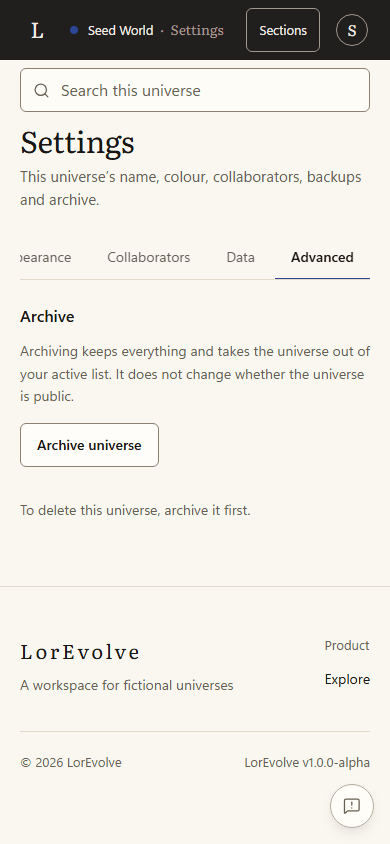 L Seed World · Settings Sections S
Search this universe
Settings
This universe’s name, colour, collaborators, backups
and archive.
pearance Collaborators Data Advanced
Archive
Archiving keeps everything and takes the universe out of
your active list. It does not change whether the universe
is public.
Archive universe
To delete this universe, archive it first.
LorEvolve
A workspace for fictional universes
Product
Explore
© 2026 LorEvolve LorEvolve v1.0.0-alpha